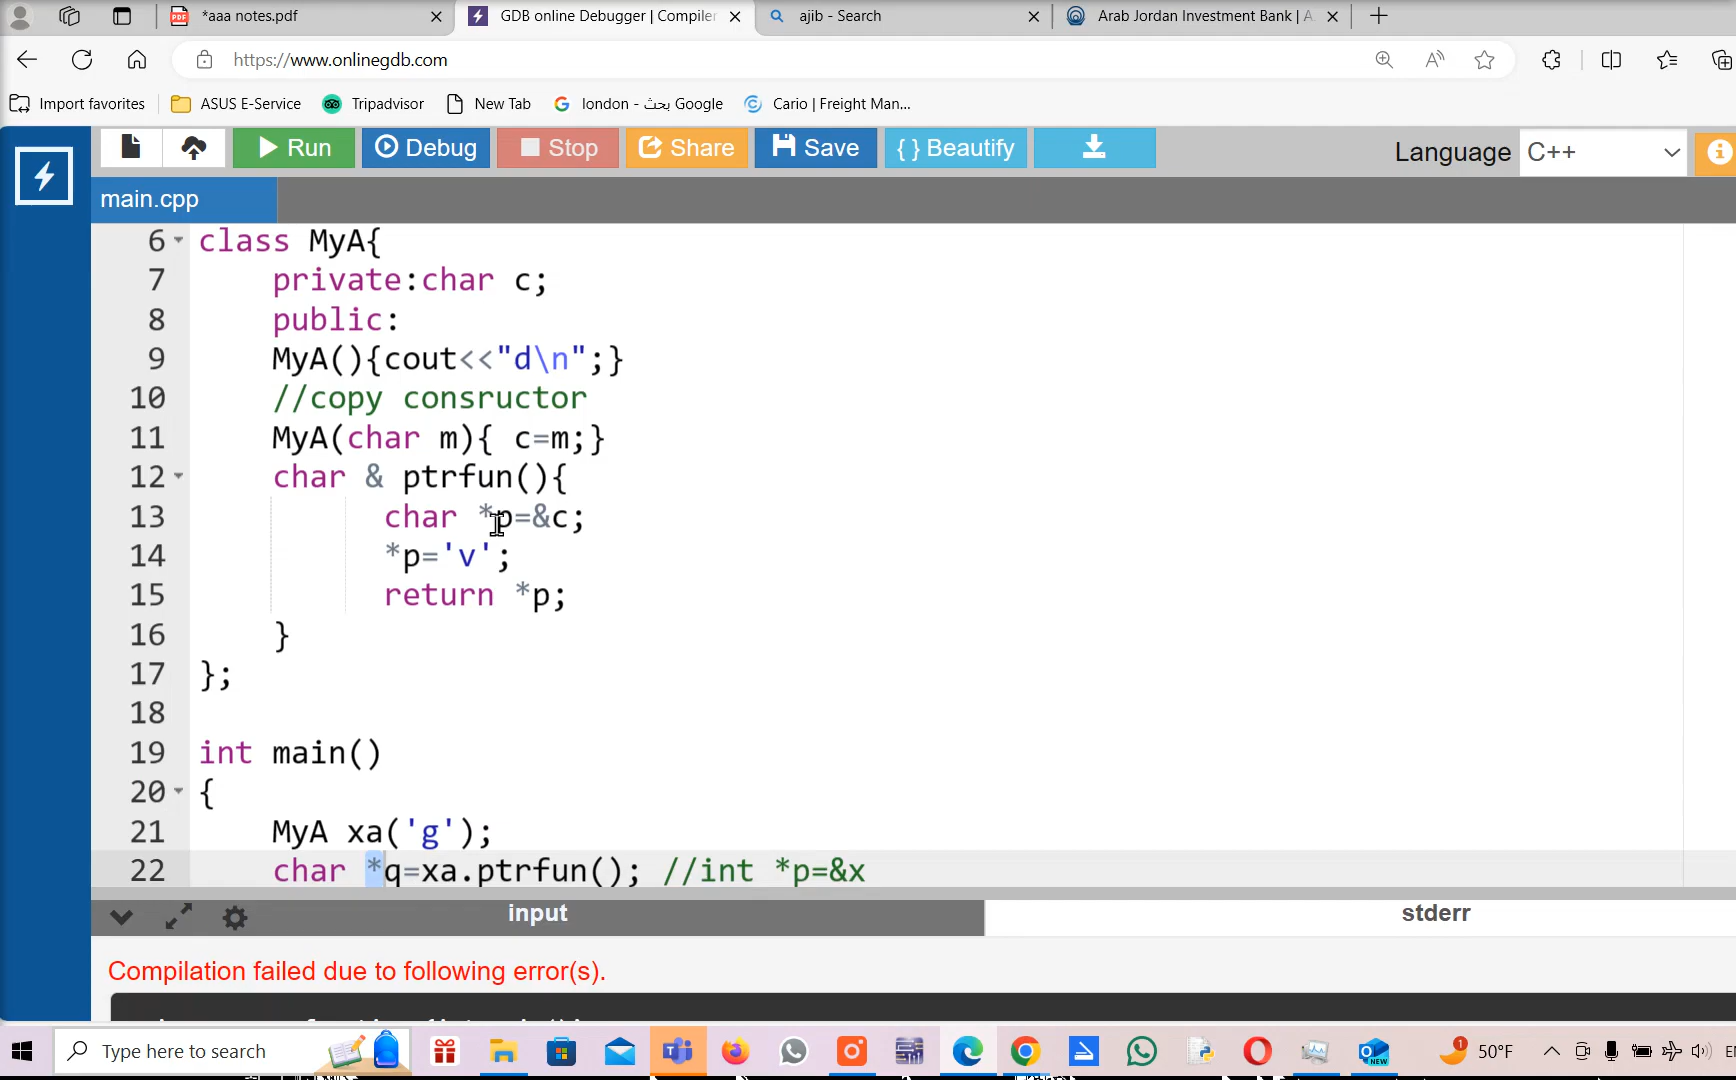 *aaa notes.pdf
GDB online Debugger | Compiler
ajib - Search
Arab Jordan Investment Bank | A
https://www.onlinegdb.com
Import favorites
ASUS E-Service
Tripadvisor
New Tab
london - بحث Google
Cario | Freight Man...
Run
Debug
Stop
Share
Save
{ } Beautify
Language
C++
main.cpp
6 class MyA{
7 private:char c;
8 public:
9 MyA(){cout<<"d\n";}
10 //copy consructor
11 MyA(char m){ c=m;}
12 char & ptrfun(){
13 char *p=&c;
14 *p='v';
15 return *p;
16 }
17 };
18
19 int main()
20 {
21 MyA xa('g');
22 char *q=xa.ptrfun(); //int *p=&x
input
stderr
Compilation failed due to following error(s).
Type here to search
NEW
1
50°F